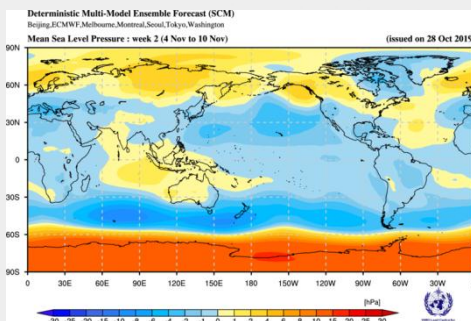 Deterministic Multi-Model Ensemble Forecast (SCM)
Beijing,ECMWF,Melbourne,Montreal,Seoul,Tokyo,Washington
Mean Sea Level Pressure : week 2 (4 Nov to 10 Nov) (issued on 28 Oct 2019)
90N
60N
30N
0
30S
60S
90S
0 30E 60E 90E 120E 150E 180 150W 120W 90W 60W 30W
[hPa]